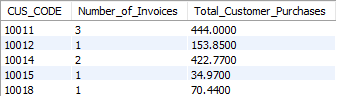 CUS_CODE Number_of_Invoices Total_Customer_Purchases
10011 3 444.0000
10012 1 153.8500
10014 2 422.7700
10015 1 34.9700
10018 1 70.4400